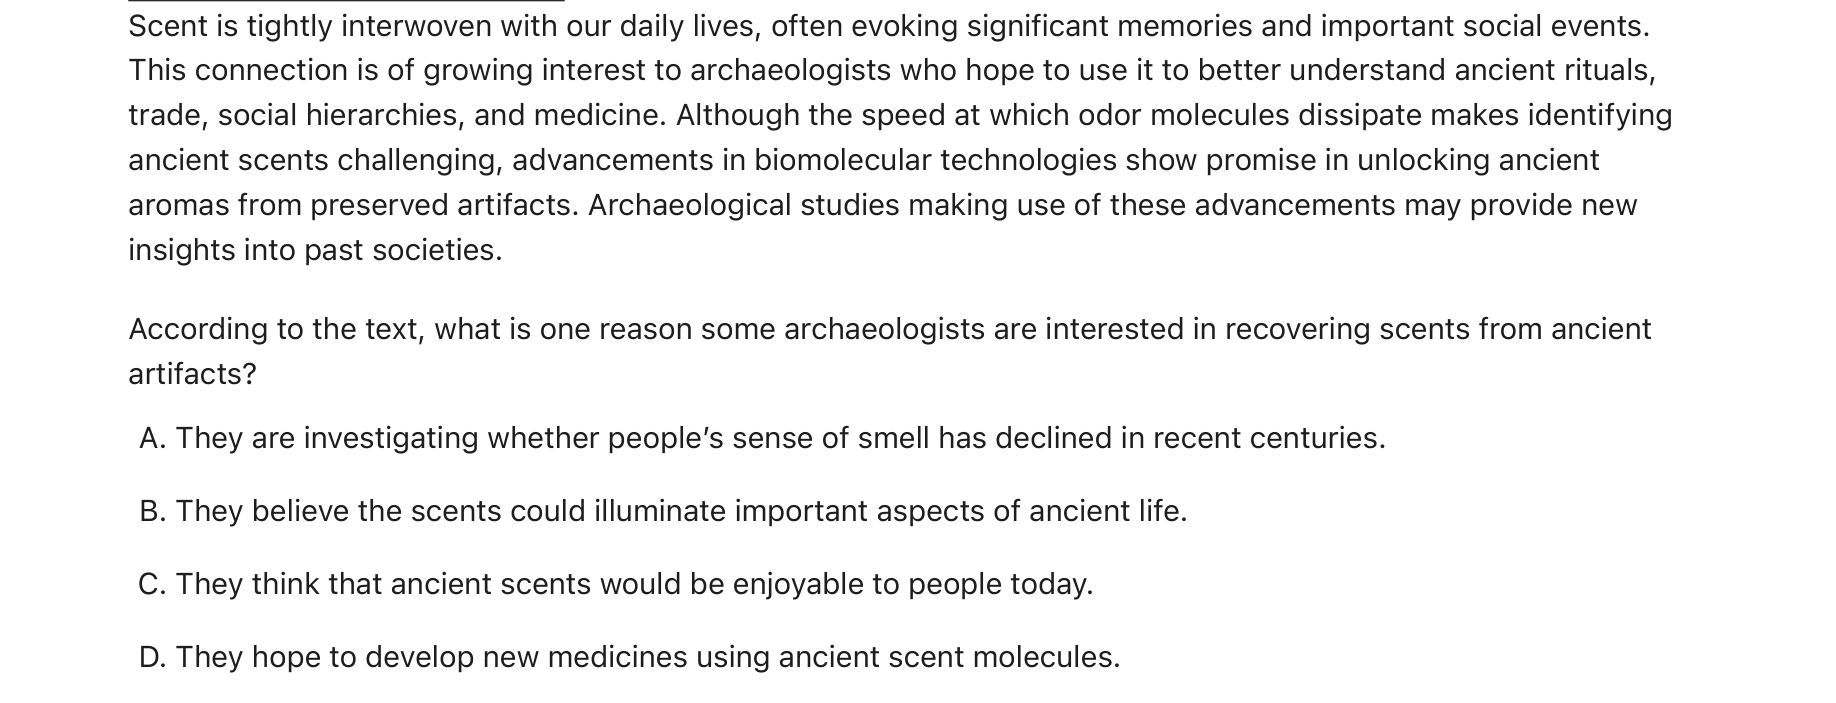 Scent is tightly interwoven with our daily lives, often evoking significant memories and important social events.
This connection is of growing interest to archaeologists who hope to use it to better understand ancient rituals,
trade, social hierarchies, and medicine. Although the speed at which odor molecules dissipate makes identifying
ancient scents challenging, advancements in biomolecular technologies show promise in unlocking ancient
aromas from preserved artifacts. Archaeological studies making use of these advancements may provide new
insights into past societies.
According to the text, what is one reason some archaeologists are interested in recovering scents from ancient
artifacts?
A. They are investigating whether people’s sense of smell has declined in recent centuries.
B. They believe the scents could illuminate important aspects of ancient life.
C. They think that ancient scents would be enjoyable to people today.
D. They hope to develop new medicines using ancient scent molecules.